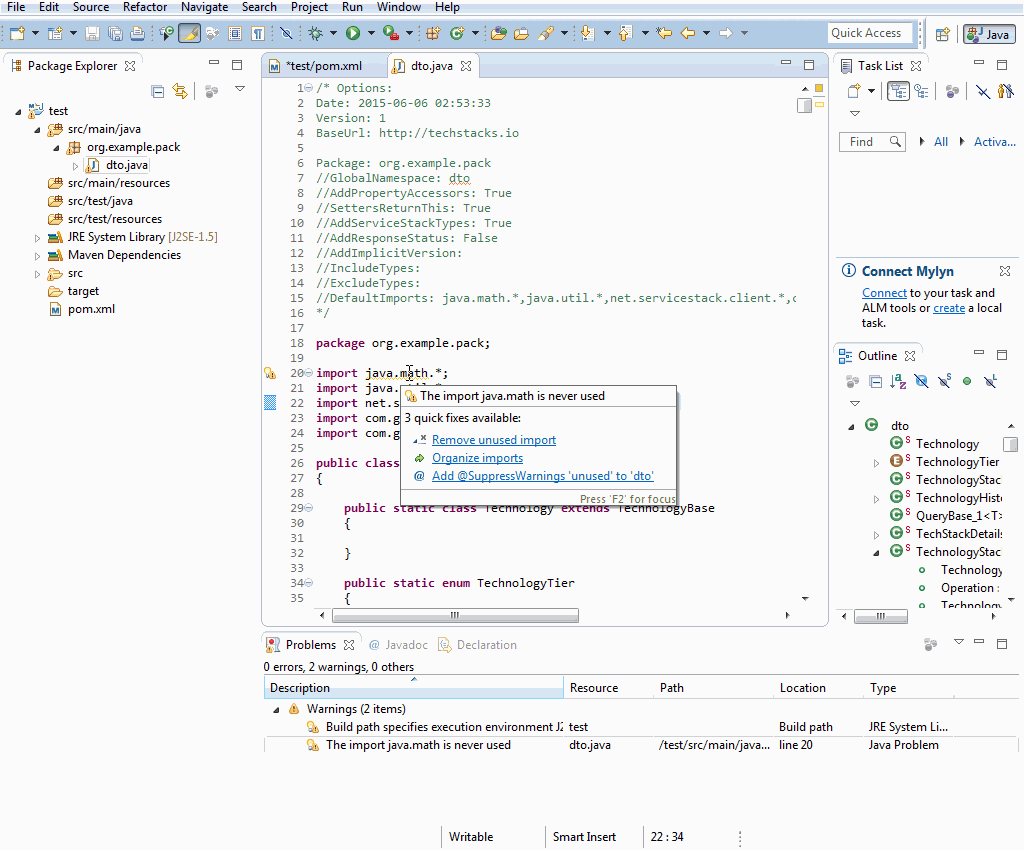 File Edit Source Refactor Navigate Search Project Run Window Help
Quick Access
Java
Package Explorer
test
src/main/java
org.example.pack
dto.java
src/main/resources
src/test/java
src/test/resources
JRE System Library [J2SE-1.5]
Maven Dependencies
src
target
pom.xml
*test/pom.xml
dto.java
1 /* Options:
2 Date: 2015-06-06 02:53:33
3 Version: 1
4 BaseUrl: http://techstacks.io
5
6 Package: org.example.pack
7 //GlobalNamespace: dto
8 //AddPropertyAccessors: True
9 //SettersReturnThis: True
10 //AddServiceStackTypes: True
11 //AddResponseStatus: False
12 //AddImplicitVersion:
13 //IncludeTypes:
14 //ExcludeTypes:
15 //DefaultImports: java.math.*,java.util.*,net.servicestack.client.*,c
16 */
17
18 package org.example.pack;
19
20 import java.math.*;
21 import java.
22 import net.s
23 import com.g
24 import com.g
25
26 public class
27 {
28
29 public static class Technology extends TechnologyBase
30 {
31
32 }
33
34 public static enum TechnologyTier
35 {
The import java.math is never used
3 quick fixes available:
Remove unused import
Organize imports
Add @SuppressWarnings 'unused' to 'dto'
Press 'F2' for focus
Task List
Find
All
Activa...
Connect Mylyn
Connect to your task and
ALM tools or create a local
task.
Outline
dto
Technology
TechnologyTier
TechnologyStac
TechnologyHisto
QueryBase_1<T>
TechStackDetails
TechnologyStac
Technology
Operation :
Technology
Problems
@ Javadoc
Declaration
0 errors, 2 warnings, 0 others
Description Resource Path Location Type
Warnings (2 items)
Build path specifies execution environment J2 test Build path JRE System Li...
The import java.math is never used dto.java /test/src/main/java... line 20 Java Problem
Writable Smart Insert 22 : 34